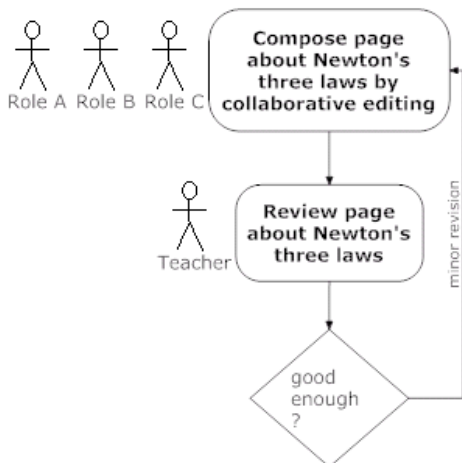 Compose page
about Newton's
three laws by
collaborative editing
Role A Role B Role C
Review page
about Newton's
three laws
Teacher
minor revision
good
enough
?